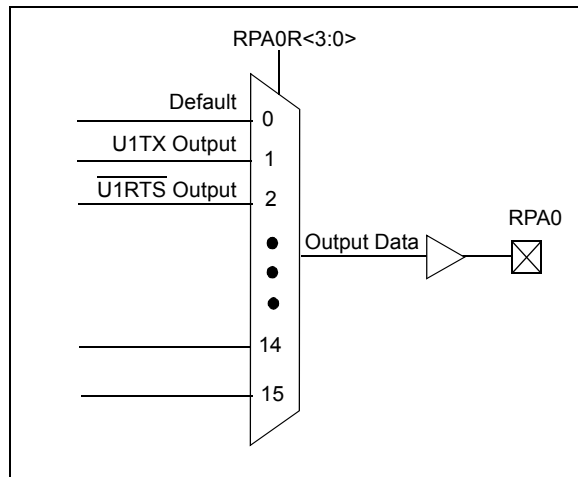 RPA0R<3:0>
Default
0
U1TX Output
1
U1RTS Output
2
RPA0
Output Data
14
15